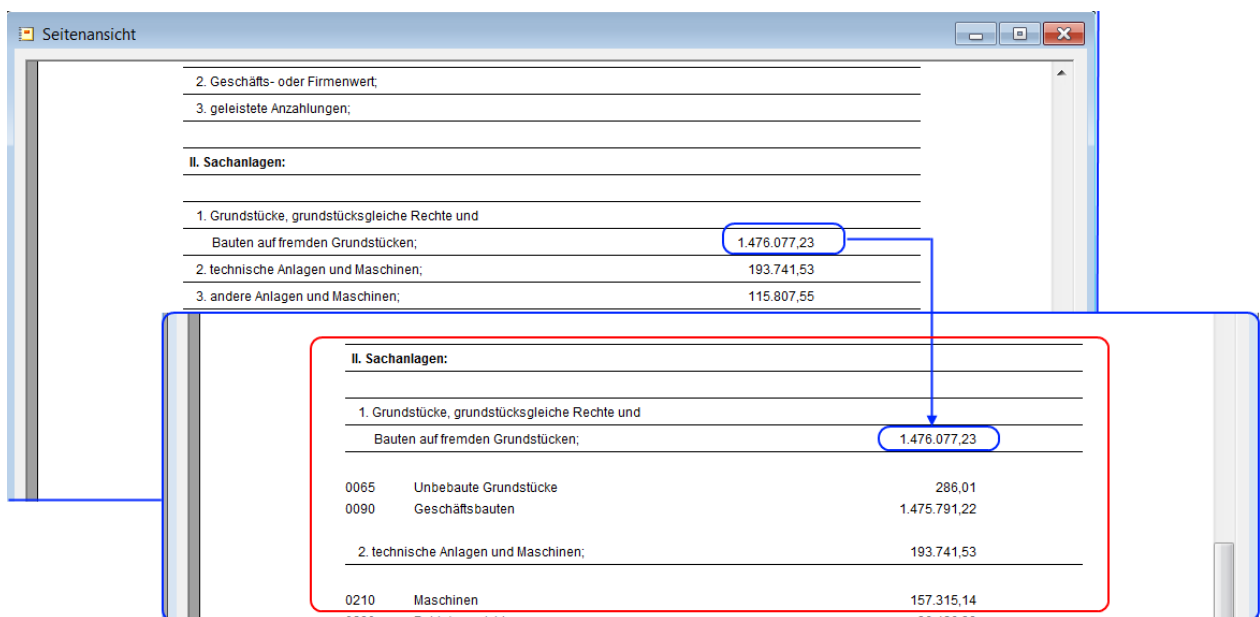 Seitenansicht
2. Geschäfts- oder Firmenwert;
3. geleistete Anzahlungen;
II. Sachanlagen:
1. Grundstücke, grundstücksgleiche Rechte und
Bauten auf fremden Grundstücken; 1.476.077,23
2. technische Anlagen und Maschinen; 193.741,53
3. andere Anlagen und Maschinen; 115.807,55
II. Sachanlagen:
1. Grundstücke, grundstücksgleiche Rechte und
Bauten auf fremden Grundstücken; 1.476.077,23
0065 Unbebaute Grundstücke 286,01
0090 Geschäftsbauten 1.475.791,22
2. technische Anlagen und Maschinen; 193.741,53
0210 Maschinen 157.315,14